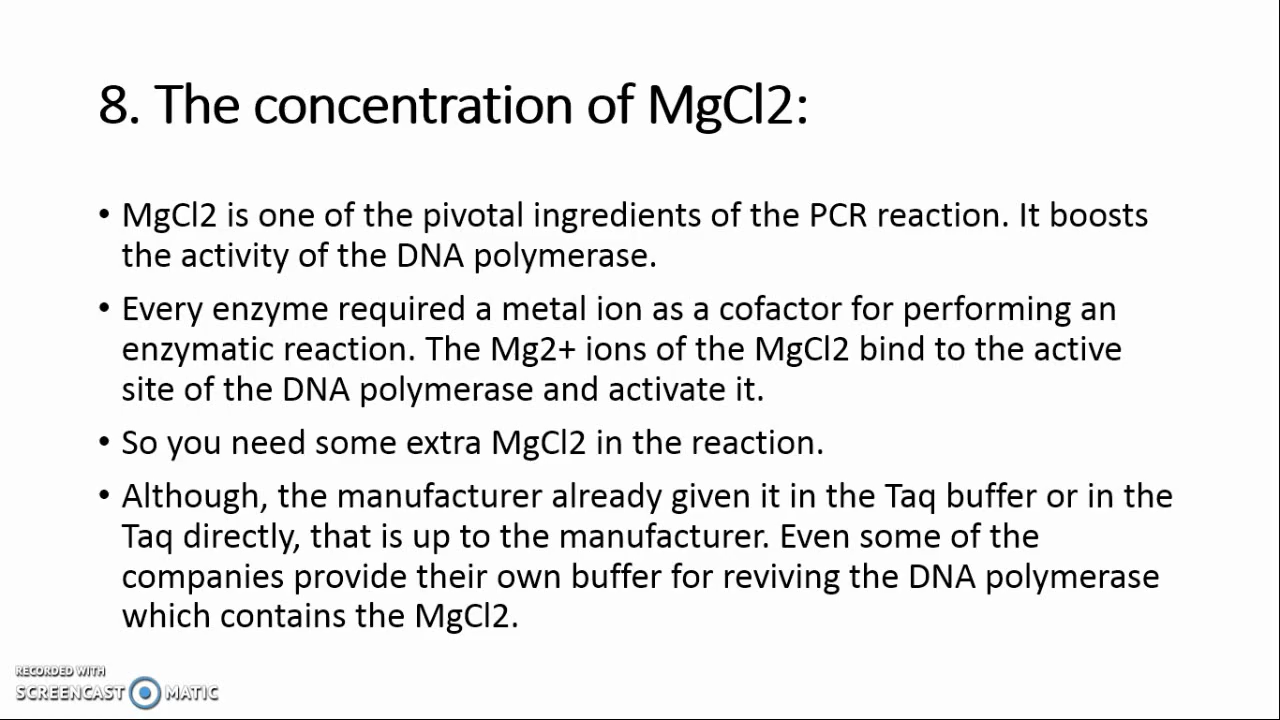 8. The concentration of MgCl2:
• MgCl2 is one of the pivotal ingredients of the PCR reaction. It boosts
the activity of the DNA polymerase.
• Every enzyme required a metal ion as a cofactor for performing an
enzymatic reaction. The Mg2+ ions of the MgCl2 bind to the active
site of the DNA polymerase and activate it.
• So you need some extra MgCl2 in the reaction.
• Although, the manufacturer already given it in the Taq buffer or in the
Taq directly, that is up to the manufacturer. Even some of the
companies provide their own buffer for reviving the DNA polymerase
which contains the MgCl2.
RECORDED WITH
SCREENCAST MATIC